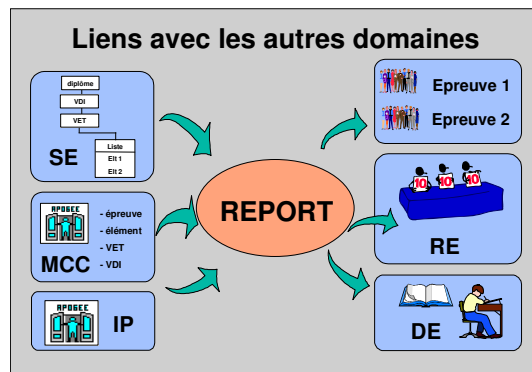 Liens avec les autres domaines
diplôme
VDI
VET
Liste
Elt 1
Elt 2
SE
APOGEE
- épreuve
- élément
- VET
- VDI
MCC
APOGEE
IP
REPORT
Epreuve 1
Epreuve 2
10
10
10
RE
DE